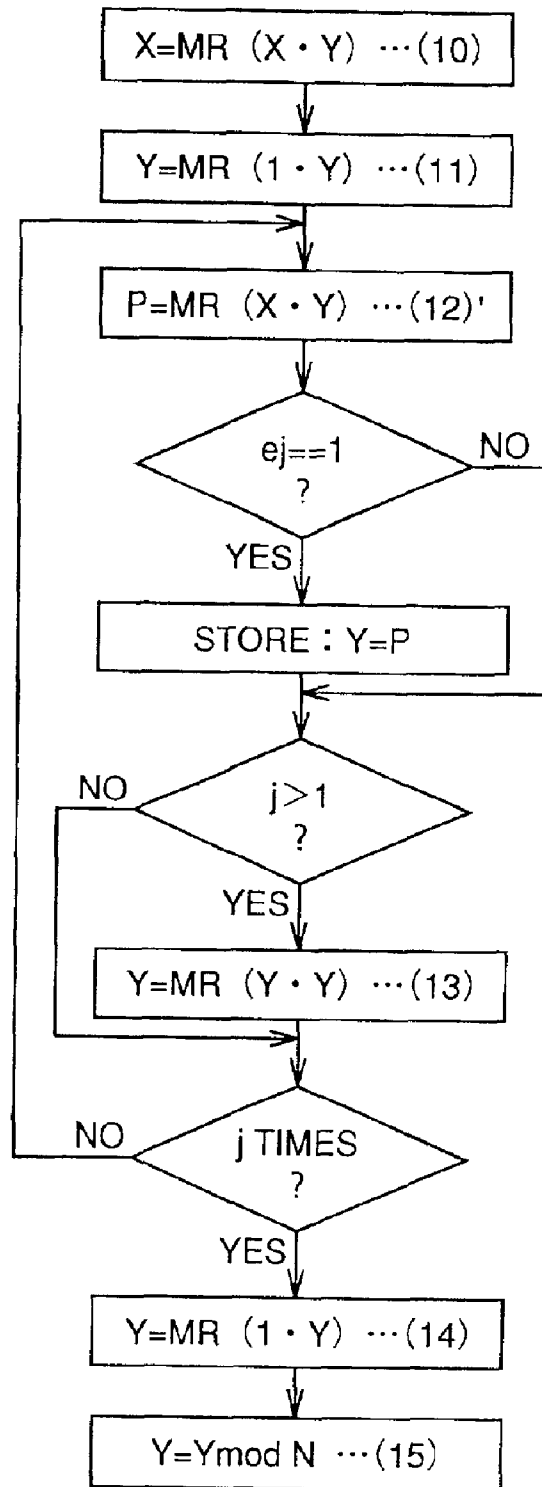 X=MR (X・Y) …(10)
Y=MR (1・Y) …(11)
P=MR (X・Y) …(12)'
ej==1
?
NO
YES
STORE : Y=P
NO
j>1
?
YES
Y=MR (Y・Y) …(13)
NO
j TIMES
?
YES
Y=MR (1・Y) …(14)
Y=Ymod N …(15)